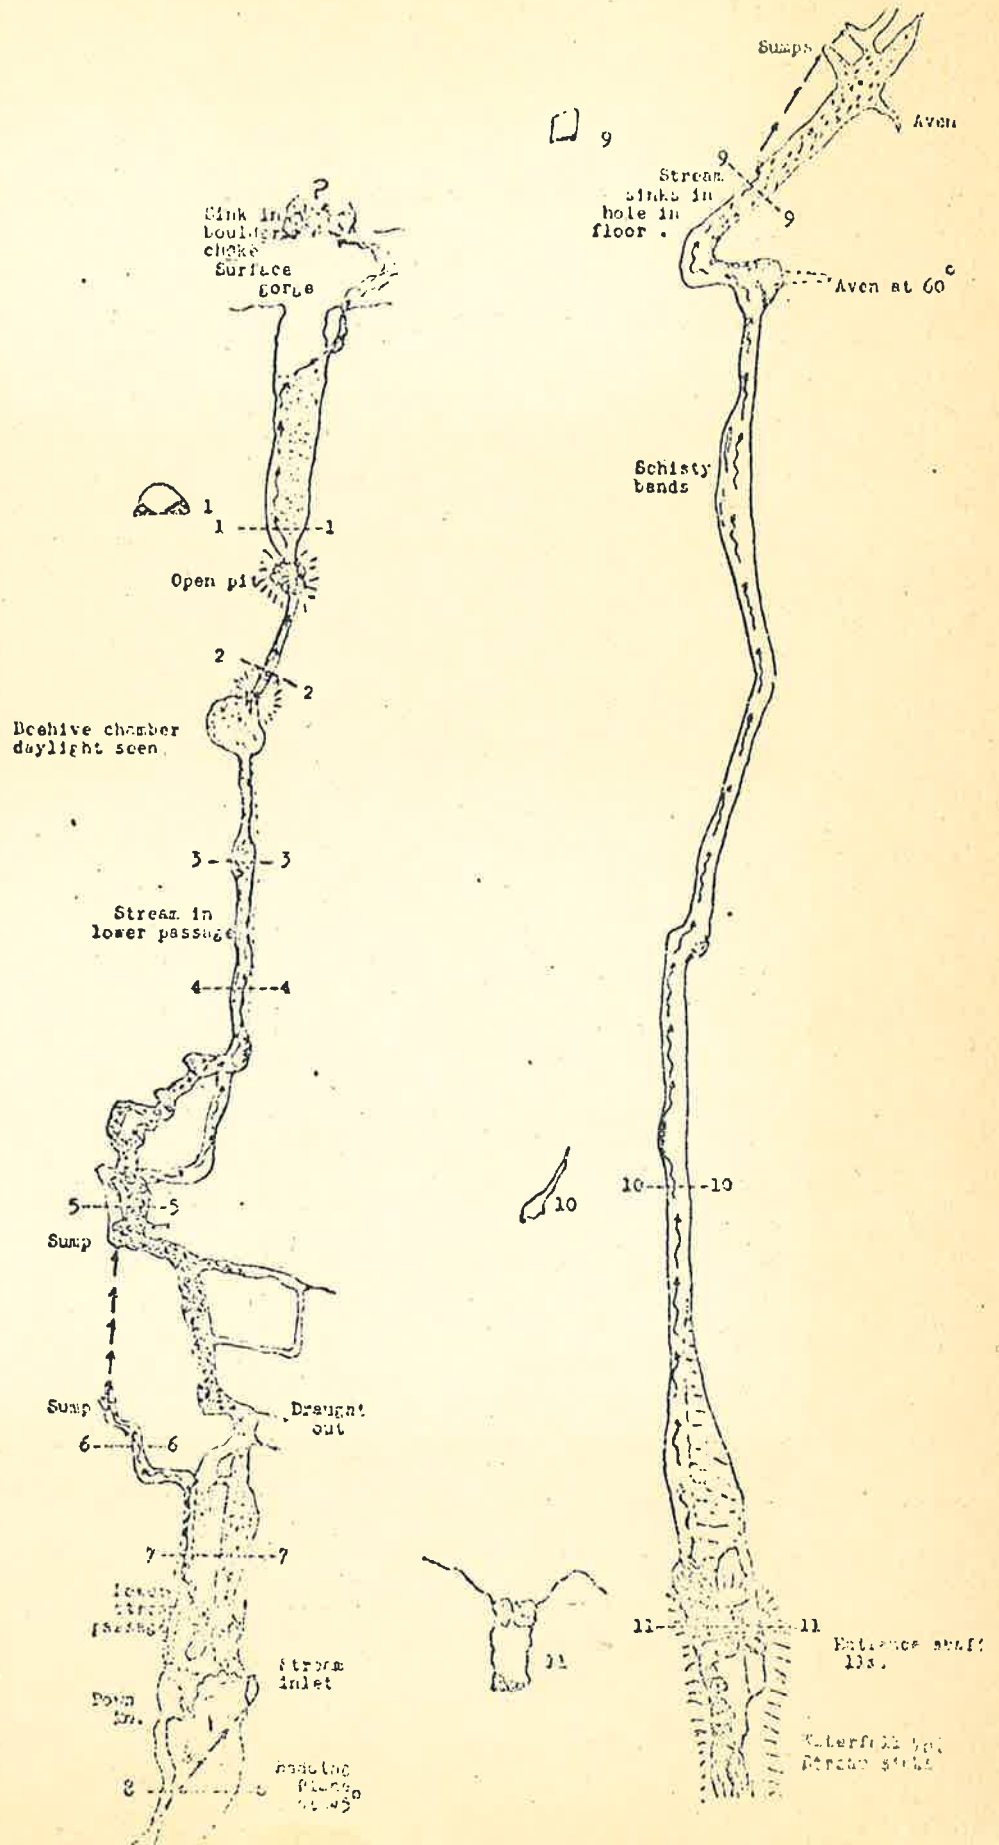 Sumps
Aven
9
9
Stream
sinks in
hole in
floor .
9
Aven at 60°
?
Sink in
boulder
choke
Surface
gorge
Schisty
bands
1
1 1
Open pit
2
2
Beehive chamber
daylight seen
3 3
Stream in
lower passage
4 4
5 5
Sump
10 10
10
Sump
Draught
out
6 6
7 7
Lower
passage
11
11 11
Entrance shaft
Stream
inlet
Down
8